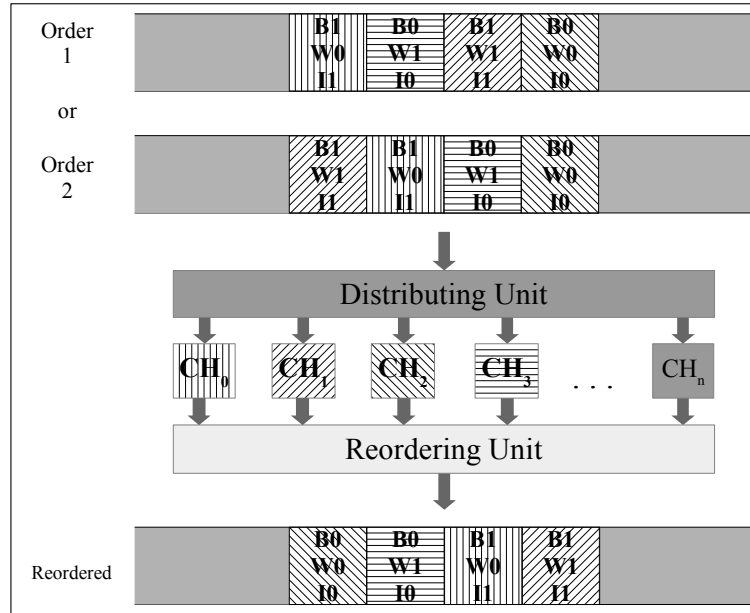 Order
1
B1 B0 B1 B0
W0 W1 W1 W0
I1 I0 I1 I0
or
Order
2
B1 B1 B0 B0
W1 W0 W1 W0
I1 I1 I0 I0
Distributing Unit
CH0 CH1 CH2 CH3 . . . CHn
Reordering Unit
Reordered
B0 B0 B1 B1
W0 W1 W0 W1
I0 I0 I1 I1